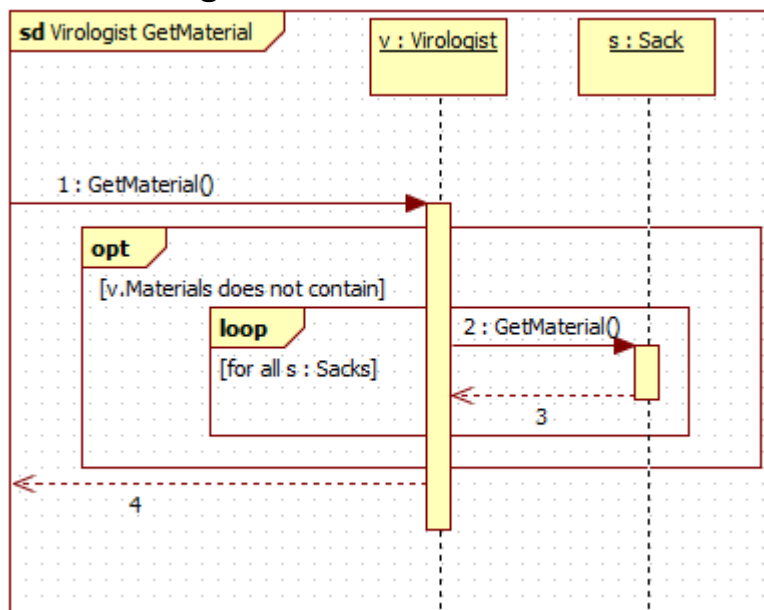 sd Virologist GetMaterial
v : Virologist
s : Sack
1 : GetMaterial()
opt
[v.Materials does not contain]
loop
2 : GetMaterial()
[for all s : Sacks]
3
4